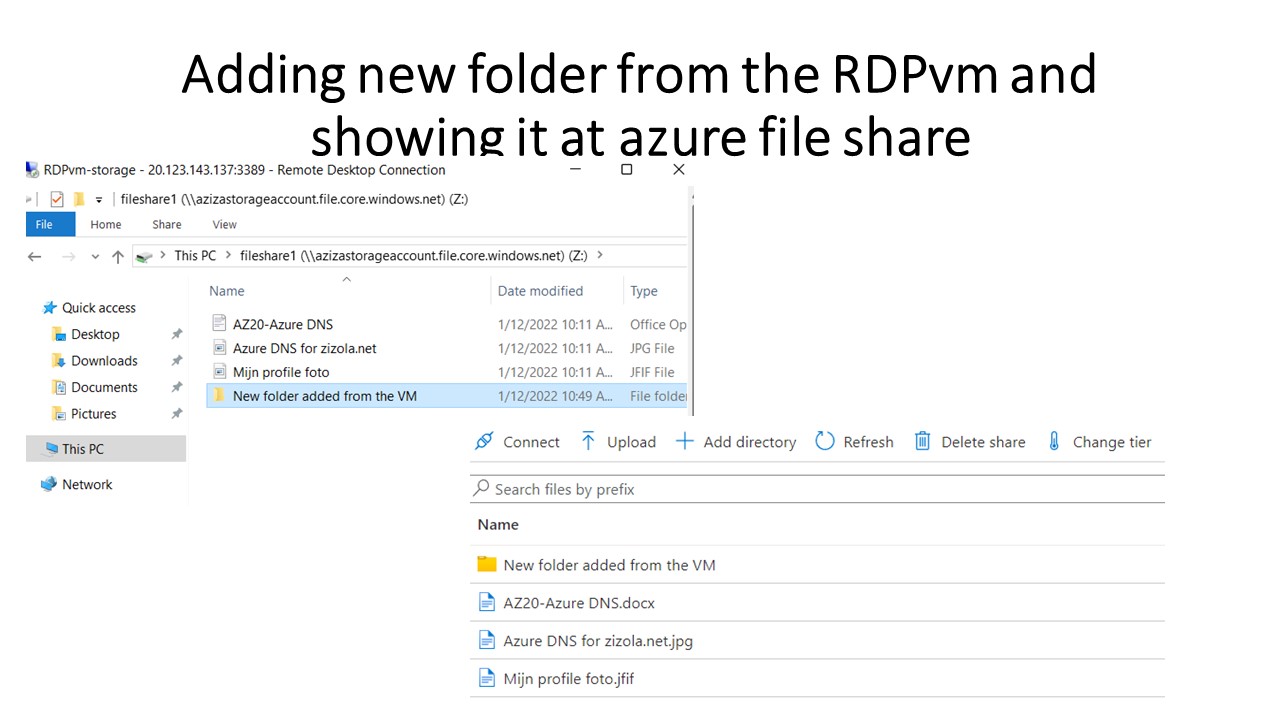 Adding new folder from the RDPvm and
showing it at azure file share
RDPvm-storage - 20.123.143.137:3389 - Remote Desktop Connection
fileshare1 (\\azizastorageaccount.file.core.windows.net) (Z:)
File Home Share View
This PC > fileshare1 (\\azizastorageaccount.file.core.windows.net) (Z:) >
Name Date modified Type
Quick access
Desktop
Downloads
Documents
Pictures
This PC
Network
AZ20-Azure DNS 1/12/2022 10:11 A... Office Op
Azure DNS for zizola.net 1/12/2022 10:11 A... JPG File
Mijn profile foto 1/12/2022 10:11 A... JFIF File
New folder added from the VM 1/12/2022 10:49 A... File folder
Connect Upload Add directory Refresh Delete share Change tier
Search files by prefix
Name
New folder added from the VM
AZ20-Azure DNS.docx
Azure DNS for zizola.net.jpg
Mijn profile foto.jfif